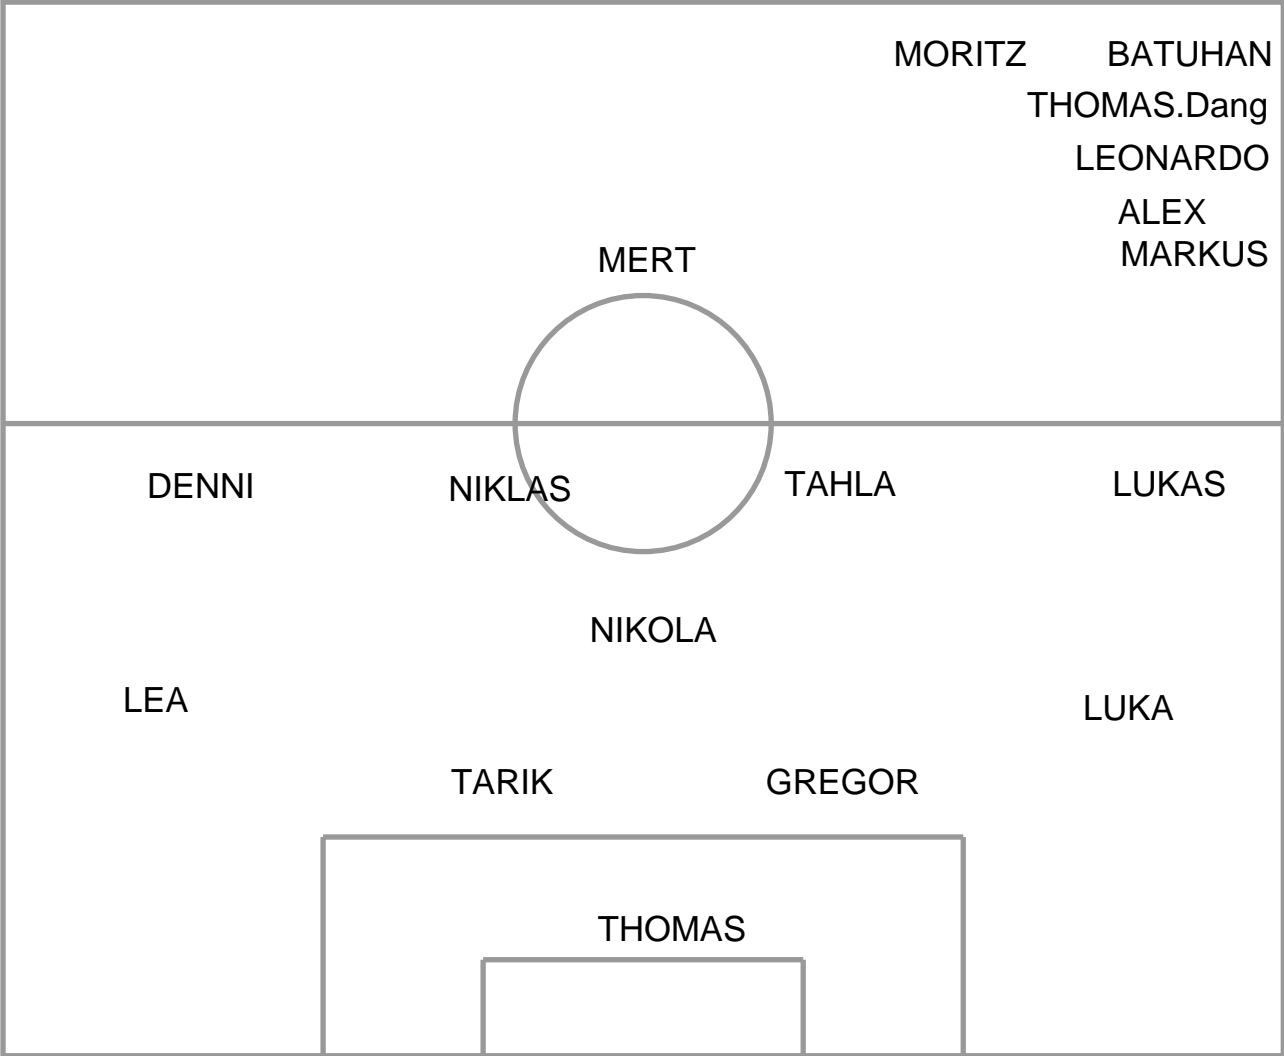 MORITZ BATUHAN
THOMAS.Dang
LEONARDO
ALEX
MARKUS
MERT
DENNI NIKLAS TAHLA LUKAS
NIKOLA
LEA LUKA
TARIK GREGOR
THOMAS